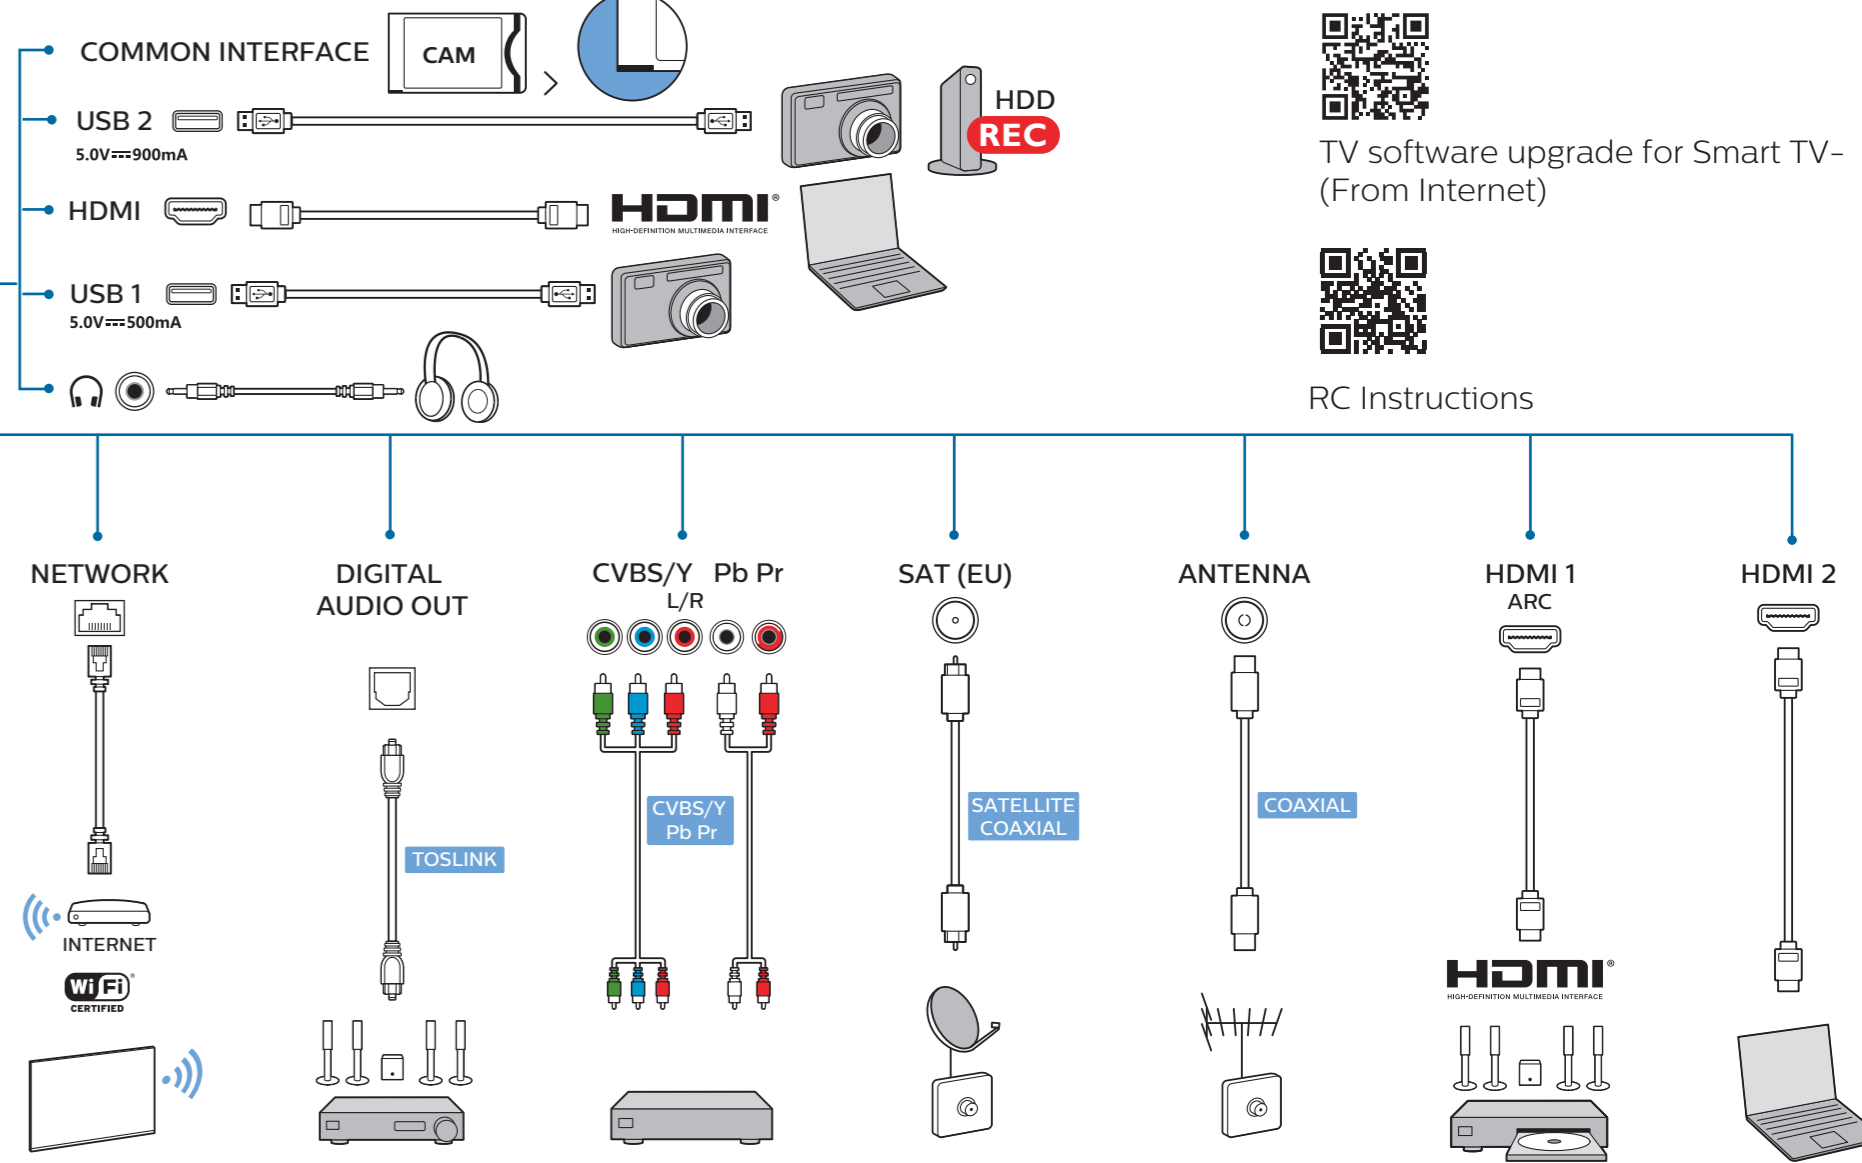 COMMON INTERFACE
CAM
USB 2
5.0V⎓900mA
HDD
REC
HDMI
HDMI®
HIGH-DEFINITION MULTIMEDIA INTERFACE
USB 1
5.0V⎓500mA
TV software upgrade for Smart TV-
(From Internet)
RC Instructions
NETWORK
INTERNET
Wi Fi®
CERTIFIED
DIGITAL
AUDIO OUT
TOSLINK
CVBS/Y Pb Pr
L/R
CVBS/Y
Pb Pr
SAT (EU)
SATELLITE
COAXIAL
ANTENNA
COAXIAL
HDMI 1
ARC
HDMI®
HIGH-DEFINITION MULTIMEDIA INTERFACE
HDMI 2